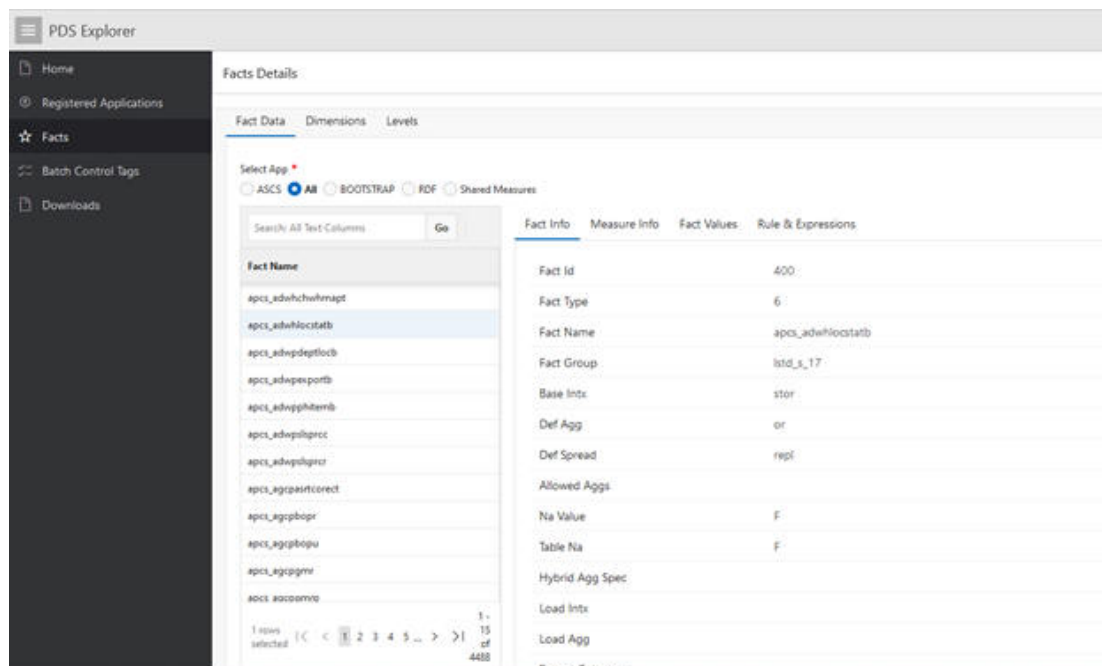 PDS Explorer
Home
Registered Applications
Facts
Batch Control Tags
Downloads
Facts Details
Fact Data Dimensions Levels
Select App *
ASCS All BOOTSTRAP RDF Shared Measures
Search: All Text Columns Go
Fact Name
apcs_adwhchwhmapt
apcs_adwhlocstatb
apcs_adwpdeptlocb
apcs_adwpexportb
apcs_adwpphitemb
apcs_adwpslsprcc
apcs_adwpslsprcr
apcs_agcpasrtcorect
apcs_agcpbopr
apcs_agcpbopu
apcs_agcpgmr
1 rows selected
1 2 3 4 5 ...
1 - 15 of 4488
Fact Info Measure Info Fact Values Rule & Expressions
Fact Id 400
Fact Type 6
Fact Name apcs_adwhlocstatb
Fact Group lstd_s_17
Base Intx stor
Def Agg or
Def Spread repl
Allowed Aggs
Na Value F
Table Na F
Hybrid Agg Spec
Load Intx
Load Agg